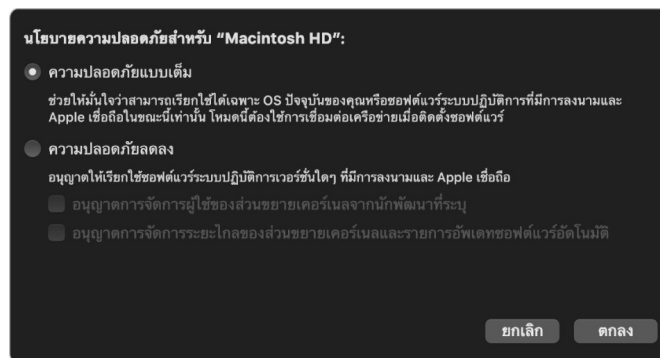 นโยบายความปลอดภัยสำหรับ “Macintosh HD”:
ความปลอดภัยแบบเต็ม
ช่วยให้มั่นใจว่าสามารถเรียกใช้ได้เฉพาะ OS ปัจจุบันของคุณหรือซอฟต์แวร์ระบบปฏิบัติการที่มีการลงนามและ
Apple เชื่อถือในขณะนี้เท่านั้น โหมดนี้ต้องใช้การเชื่อมต่อเครือข่ายเมื่อติดตั้งซอฟต์แวร์
ความปลอดภัยลดลง
อนุญาตให้เรียกใช้ซอฟต์แวร์ระบบปฏิบัติการเวอร์ชั่นใดๆ ที่มีการลงนามและ Apple เชื่อถือ
อนุญาตการจัดการผู้ใช้ของส่วนขยายเคอร์เนลจากนักพัฒนาที่ระบุ
อนุญาตการจัดการระยะไกลของส่วนขยายเคอร์เนลและรายการอัพเดทซอฟต์แวร์อัตโนมัติ
ยกเลิก ตกลง